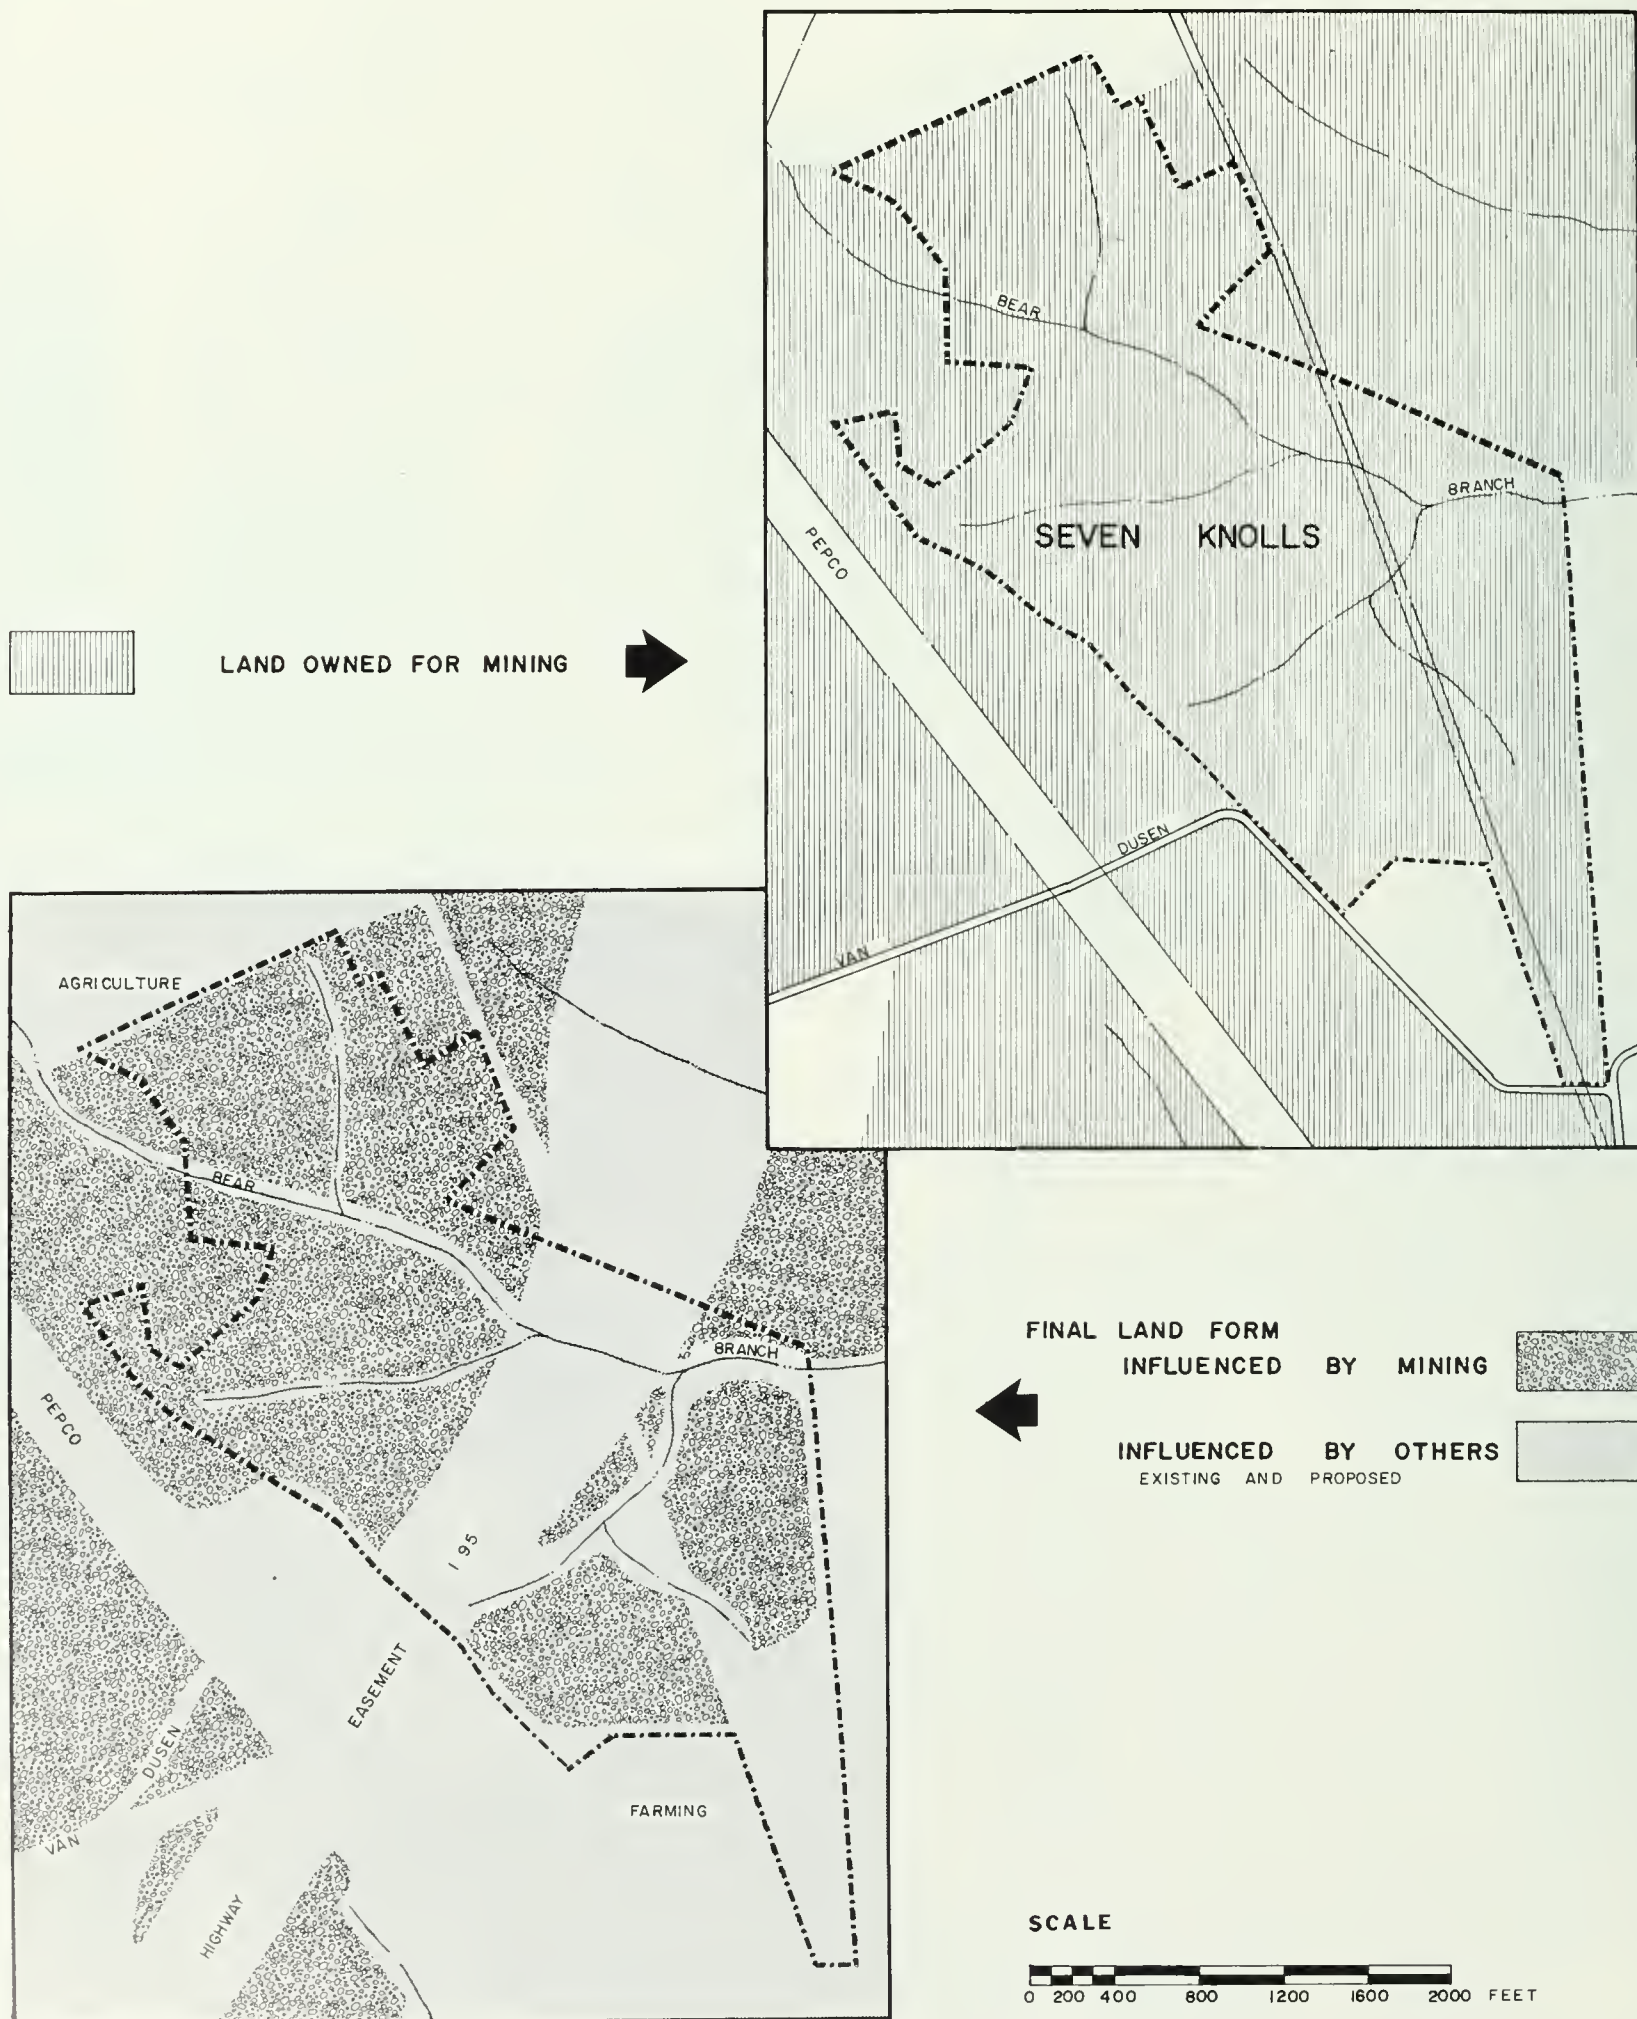 BEAR
BRANCH
SEVEN KNOLLS
PEPCO
DUSEN
VAN
LAND OWNED FOR MINING
AGRICULTURE
BEAR
BRANCH
PEPCO
I 95
EASEMENT
DUSEN
VAN
FARMING
HIGHWAY
FINAL LAND FORM
INFLUENCED BY MINING
INFLUENCED BY OTHERS
EXISTING AND PROPOSED
SCALE
0 200 400 800 1200 1600 2000 FEET